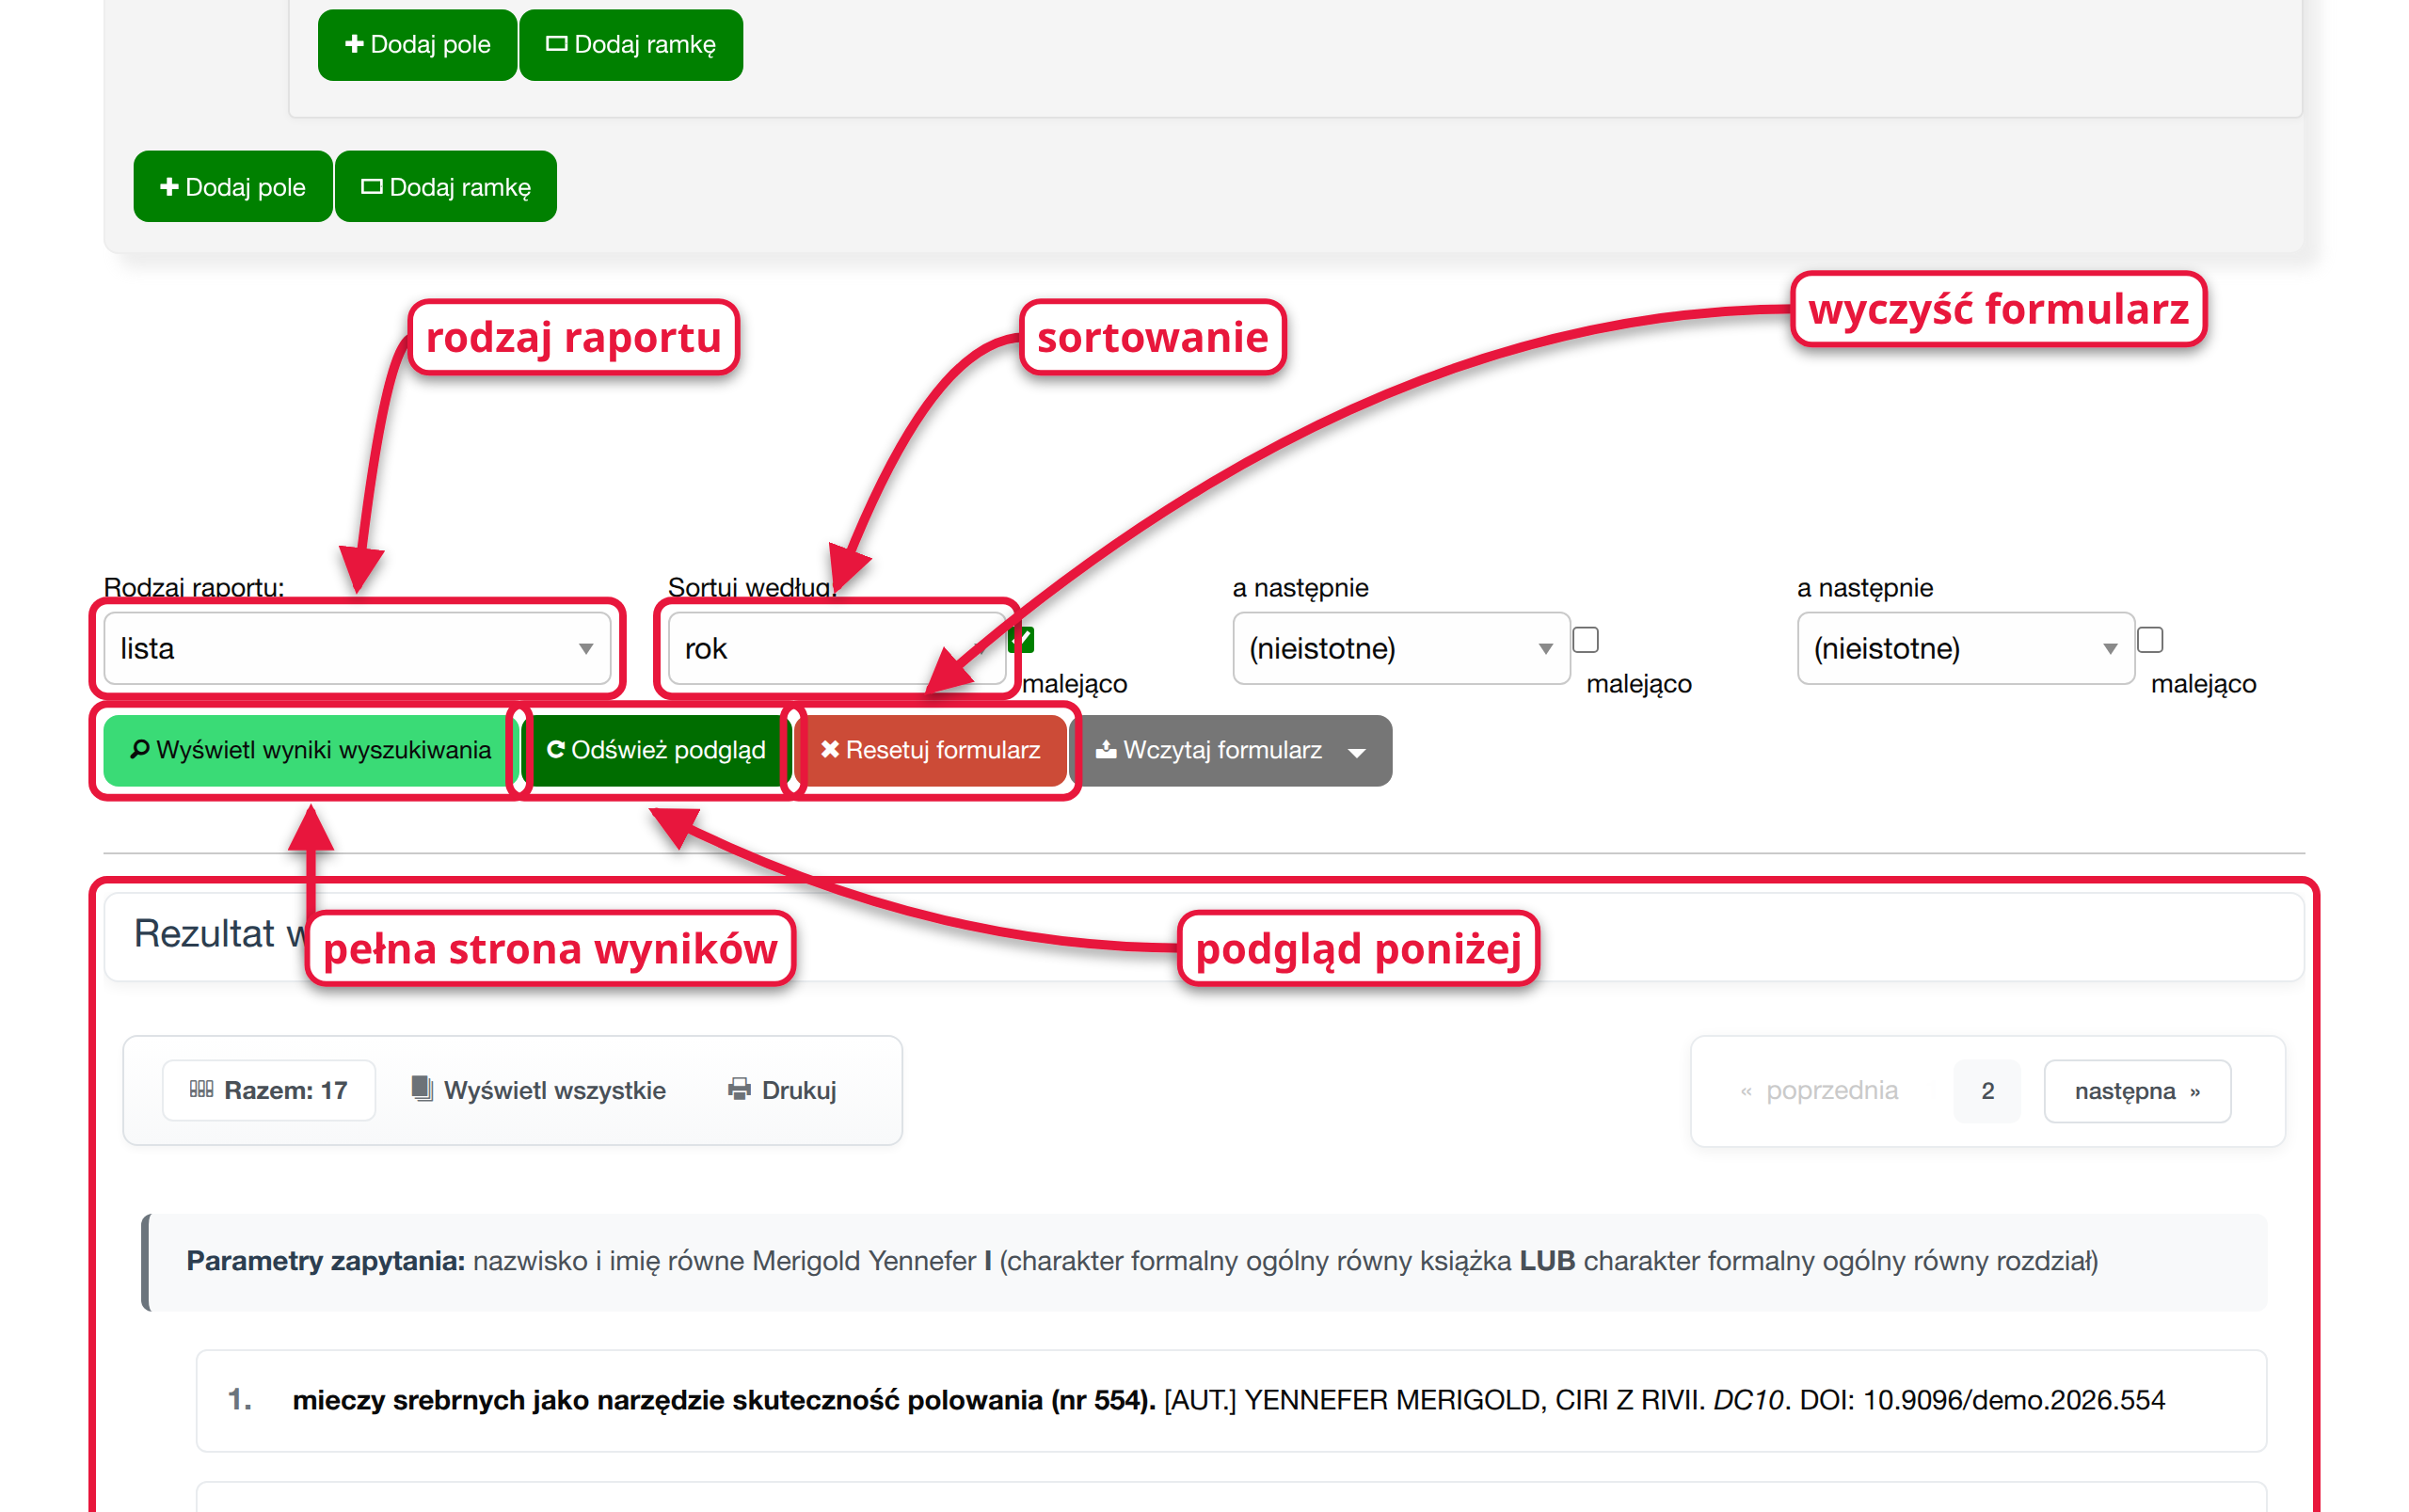 Dodaj pole Dodaj ramkę
Dodaj pole Dodaj ramkę
wyczyść formularz
rodzaj raportu sortowanie
Rodzaj raportu: Sortuj według: a następnie a następnie
lista rok (nieistotne) (nieistotne)
malejąco malejąco malejąco
Wyświetl wyniki wyszukiwania Odśwież podgląd Resetuj formularz Wczytaj formularz
Rezultat
pełna strona wyników podgląd poniżej
Razem: 17 Wyświetl wszystkie Drukuj « poprzednia 2 następna »
Parametry zapytania: nazwisko i imię równe Merigold Yennefer I (charakter formalny ogólny równy książka LUB charakter formalny ogólny równy rozdział)
1. mieczy srebrnych jako narzędzie skuteczność polowania (nr 554). [AUT.] YENNEFER MERIGOLD, CIRI Z RIVII. DC10. DOI: 10.9096/demo.2026.554